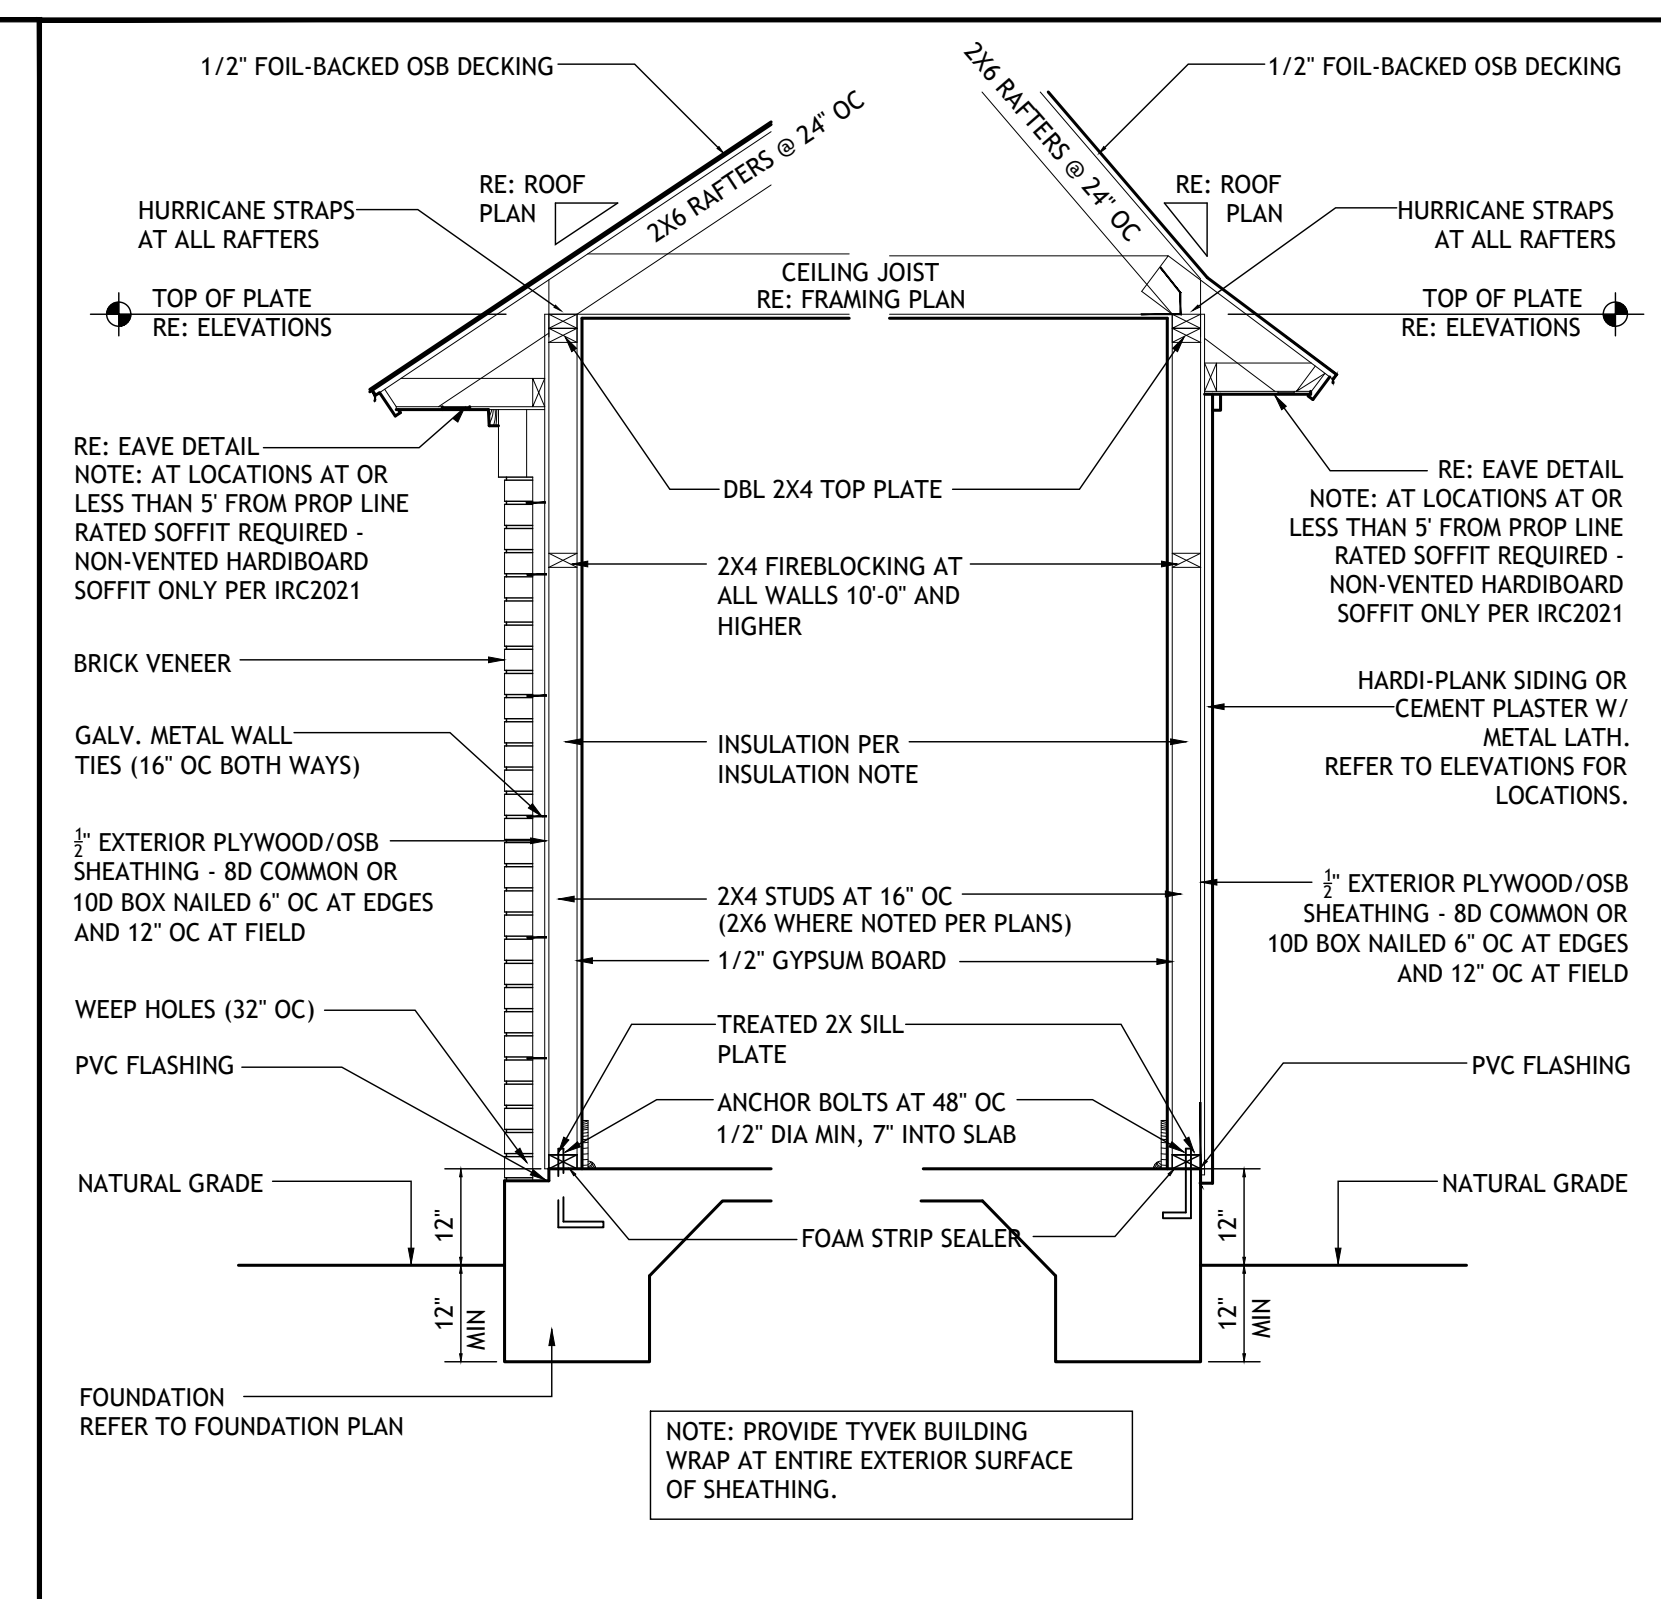 1/2" FOIL-BACKED OSB DECKING
2X6 RAFTERS @ 24" OC
RE: ROOF
PLAN
HURRICANE STRAPS
AT ALL RAFTERS
TOP OF PLATE
RE: ELEVATIONS
CEILING JOIST
RE: FRAMING PLAN
1/2" FOIL-BACKED OSB DECKING
2X6 RAFTERS @ 24" OC
RE: ROOF
PLAN
HURRICANE STRAPS
AT ALL RAFTERS
TOP OF PLATE
RE: ELEVATIONS
RE: EAVE DETAIL
NOTE: AT LOCATIONS AT OR
LESS THAN 5' FROM PROP LINE
RATED SOFFIT REQUIRED -
NON-VENTED HARDIBOARD
SOFFIT ONLY PER IRC2021
BRICK VENEER
GALV. METAL WALL
TIES (16" OC BOTH WAYS)
½" EXTERIOR PLYWOOD/OSB
SHEATHING - 8D COMMON OR
10D BOX NAILED 6" OC AT EDGES
AND 12" OC AT FIELD
WEEP HOLES (32" OC)
PVC FLASHING
NATURAL GRADE
12"
12"
MIN
FOUNDATION
REFER TO FOUNDATION PLAN
DBL 2X4 TOP PLATE
2X4 FIREBLOCKING AT
ALL WALLS 10'-0" AND
HIGHER
INSULATION PER
INSULATION NOTE
2X4 STUDS AT 16" OC
(2X6 WHERE NOTED PER PLANS)
1/2" GYPSUM BOARD
TREATED 2X SILL
PLATE
ANCHOR BOLTS AT 48" OC
1/2" DIA MIN, 7" INTO SLAB
FOAM STRIP SEALER
RE: EAVE DETAIL
NOTE: AT LOCATIONS AT OR
LESS THAN 5' FROM PROP LINE
RATED SOFFIT REQUIRED -
NON-VENTED HARDIBOARD
SOFFIT ONLY PER IRC2021
HARDI-PLANK SIDING OR
CEMENT PLASTER W/
METAL LATH.
REFER TO ELEVATIONS FOR
LOCATIONS.
½" EXTERIOR PLYWOOD/OSB
SHEATHING - 8D COMMON OR
10D BOX NAILED 6" OC AT EDGES
AND 12" OC AT FIELD
PVC FLASHING
NATURAL GRADE
12"
12"
MIN
NOTE: PROVIDE TYVEK BUILDING
WRAP AT ENTIRE EXTERIOR SURFACE
OF SHEATHING.